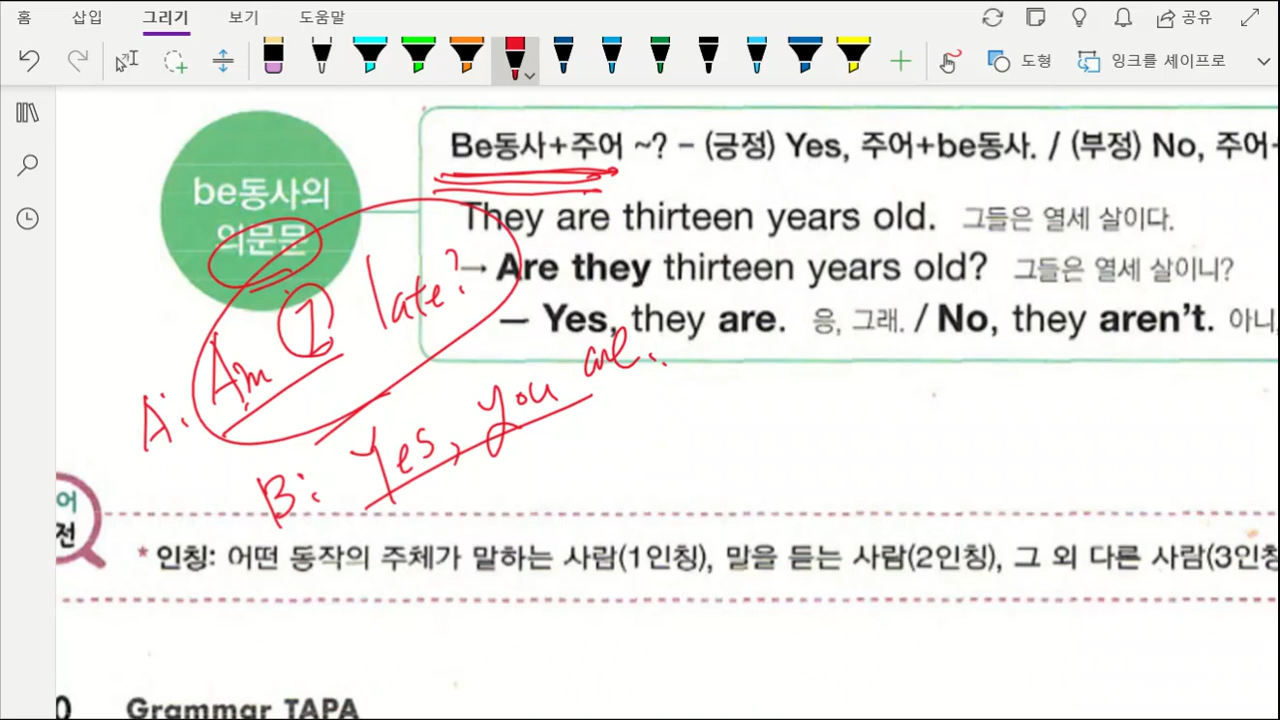 홈 삽입 그리기 보기 도움말 공유
도형 잉크를 셰이프로
be동사의
의문문
Be동사+주어 ~? – (긍정) Yes, 주어+be동사. / (부정) No, 주어+
They are thirteen years old. 그들은 열세 살이다.
→ Are they thirteen years old? 그들은 열세 살이니?
— Yes, they are. 응, 그래. / No, they aren't. 아니
A: Am I late?
B: Yes, you are.
어
전
* 인칭: 어떤 동작의 주체가 말하는 사람(1인칭), 말을 듣는 사람(2인칭), 그 외 다른 사람(3인칭
0 Grammar TAPA